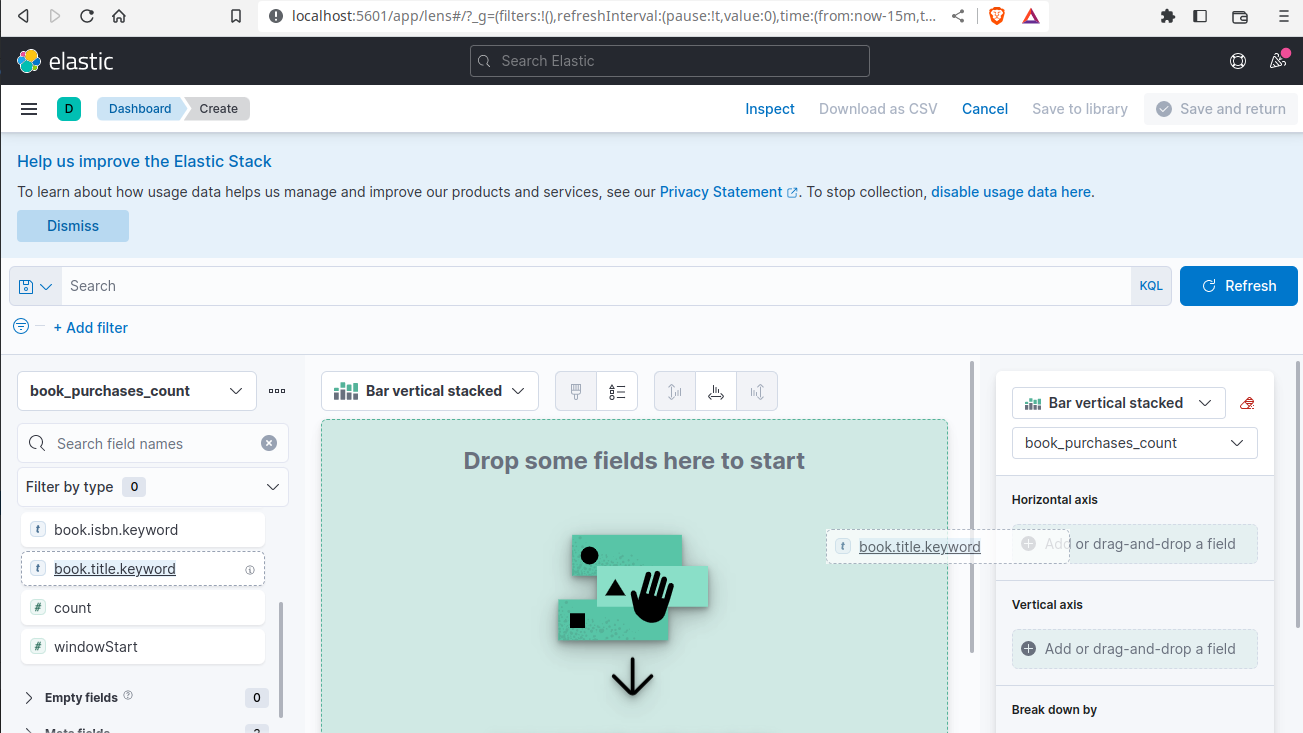 localhost:5601/app/lens#/?_g=(filters:!(),refreshInterval:(pause:!t,value:0),time:(from:now-15m,t...
elastic
Search Elastic
D
Dashboard
Create
Inspect
Download as CSV
Cancel
Save to library
Save and return
Help us improve the Elastic Stack
To learn about how usage data helps us manage and improve our products and services, see our Privacy Statement. To stop collection, disable usage data here.
Dismiss
Search
KQL
Refresh
+ Add filter
book_purchases_count
Search field names
Filter by type 0
t book.isbn.keyword
t book.title.keyword
# count
# windowStart
Empty fields 0
Meta fields
Bar vertical stacked
Drop some fields here to start
t book.title.keyword
Bar vertical stacked
book_purchases_count
Horizontal axis
Add or drag-and-drop a field
Vertical axis
Add or drag-and-drop a field
Break down by